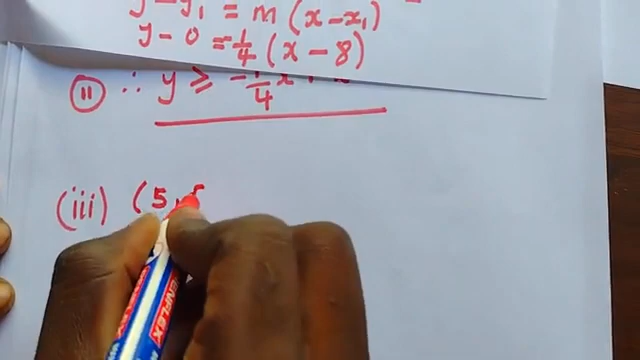 y - y₁ = m (x - x₁)
y - 0 = -1/4 (x - 8)
(ii) ∴ y ≥ -1/4 x +
(iii) (5,